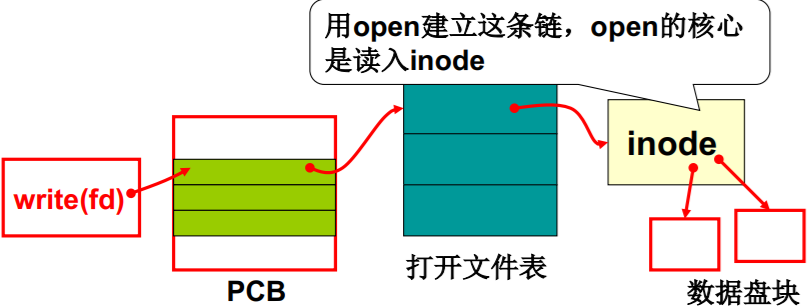 用open建立这条链，open的核心
是读入inode
inode
write(fd)
打开文件表
PCB
数据盘块